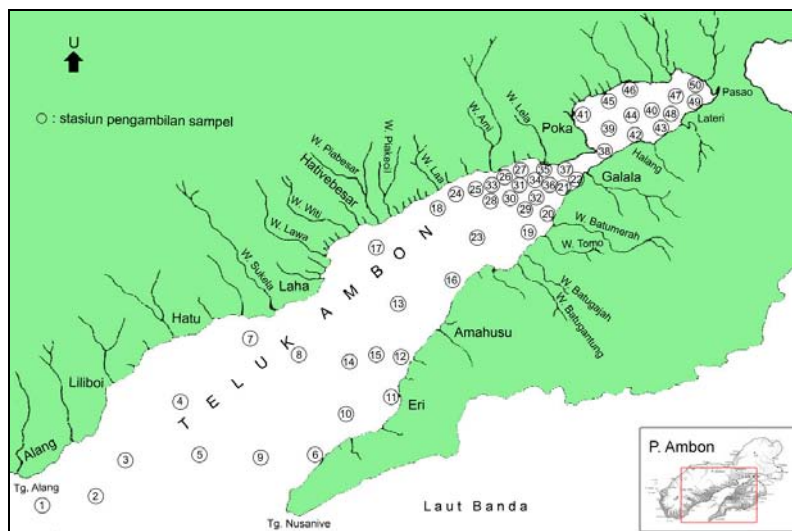 U
○ : stasiun pengambilan sampel
W. Ami
W. Lela
Poka
Pasao
Lateri
Halang
Galala
W. Piabesar
Hativebesar
W. Piakecil
W. Laa
W. Witi
W. Lawa
W. Sukela
Laha
W. Batumerah
W. Tomo
W. Batugajah
W. Batugantung
TELUK AMBON
Hatu
Amahusu
Liliboi
Eri
Alang
Tg. Alang
Tg. Nusanive
Laut Banda
P. Ambon
50
46
47
45
49
41
44
40
48
39
42
43
38
27
35
37
26
34
22
25
33
31
36
21
24
28
30
32
18
29
20
23
19
17
16
13
7
8
14
15
12
4
11
10
3
5
9
6
2
1